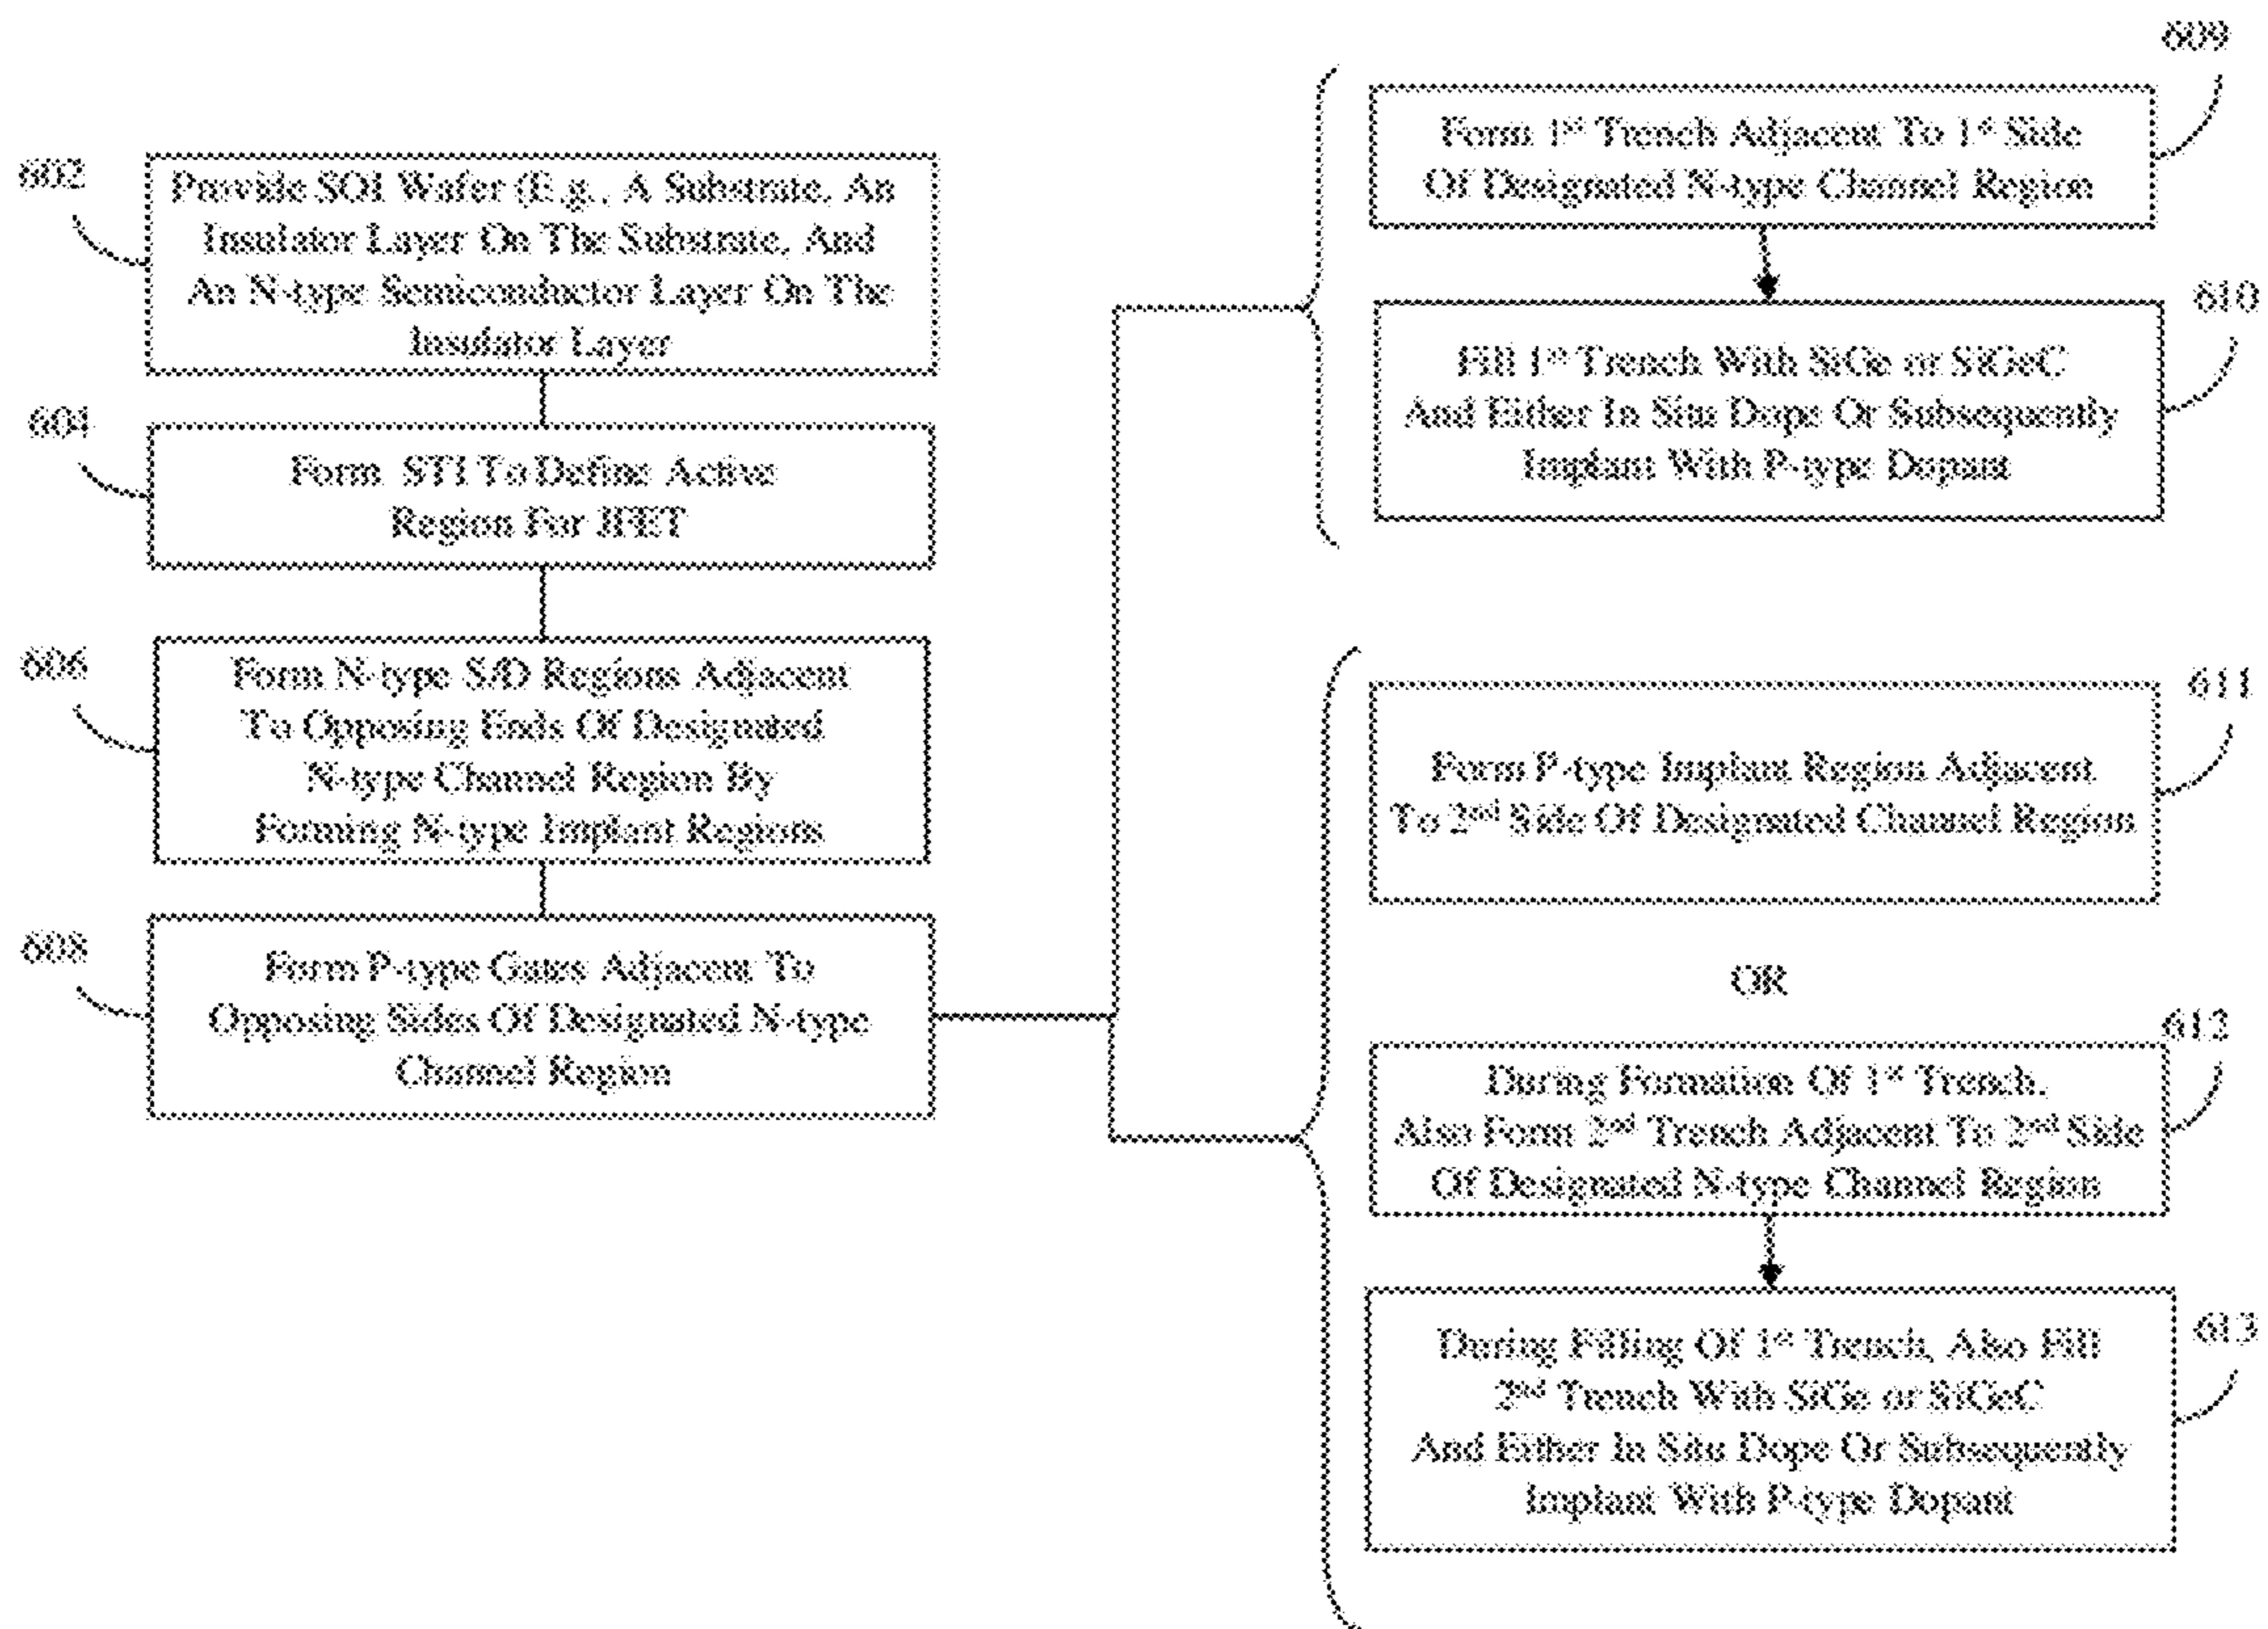 602
Provide SOI Wafer (E.g., A Substrate, An
Insulator Layer On The Substrate, And
An N-type Semiconductor Layer On The
Insulator Layer
604
Form STI To Define Active
Region For JFET
606
Form N-type S/D Regions Adjacent
To Opposing Ends Of Designated
N-type Channel Region By
Forming N-type Implant Regions
608
Form P-type Gates Adjacent To
Opposing Sides Of Designated N-type
Channel Region
609
Form 1st Trench Adjacent To 1st Side
Of Designated N-type Channel Region
610
Fill 1st Trench With SiGe or SiGeC
And Either In Situ Dope Or Subsequently
Implant With P-type Dopant
611
Form P-type Implant Region Adjacent
To 2nd Side Of Designated Channel Region
OR
612
During Formation Of 1st Trench,
Also Form 2nd Trench Adjacent To 2nd Side
Of Designated N-type Channel Region
613
During Filling Of 1st Trench, Also Fill
2nd Trench With SiGe or SiGeC
And Either In Situ Dope Or Subsequently
Implant With P-type Dopant